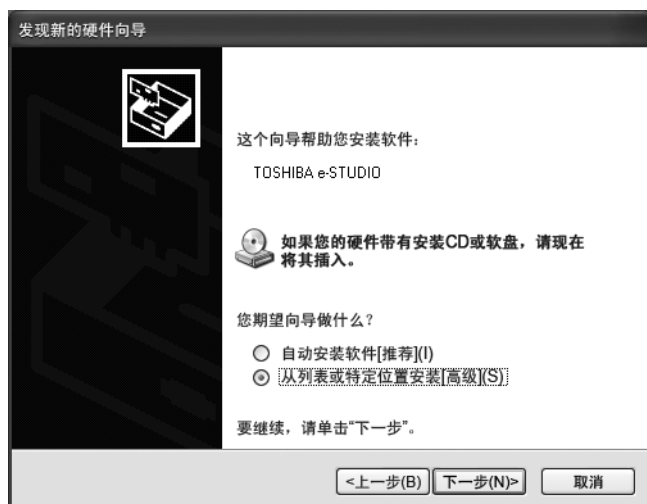 发现新的硬件向导
这个向导帮助您安装软件：
TOSHIBA e-STUDIO
如果您的硬件带有安装CD或软盘，请现在
将其插入。
您期望向导做什么？
自动安装软件[推荐](I)
从列表或特定位置安装[高级](S)
要继续，请单击“下一步”。
<上一步(B) 下一步(N)> 取消